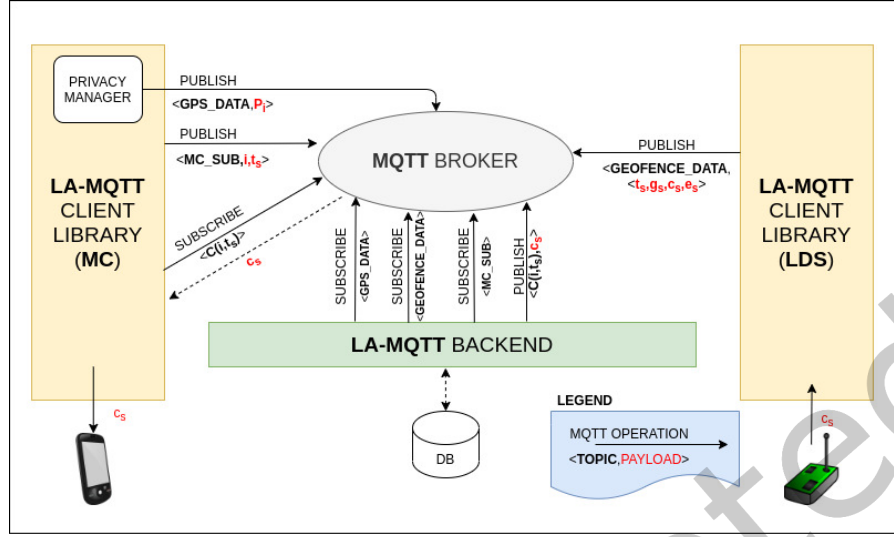 PRIVACY
MANAGER
PUBLISH
<GPS_DATA,Pi>
PUBLISH
<MC_SUB,i,ts>
LA-MQTT
CLIENT
LIBRARY
(MC)
SUBSCRIBE
<C(i,ts)>
cs
MQTT BROKER
PUBLISH
<GEOFENCE_DATA,
<ts,gs,cs,es>
LA-MQTT
CLIENT
LIBRARY
(LDS)
SUBSCRIBE
<GPS_DATA>
SUBSCRIBE
<GEOFENCE_DATA>
SUBSCRIBE
<MC_SUB>
PUBLISH
<C(i,ts),cs>
LA-MQTT BACKEND
cs
DB
LEGEND
MQTT OPERATION
<TOPIC,PAYLOAD>
cs